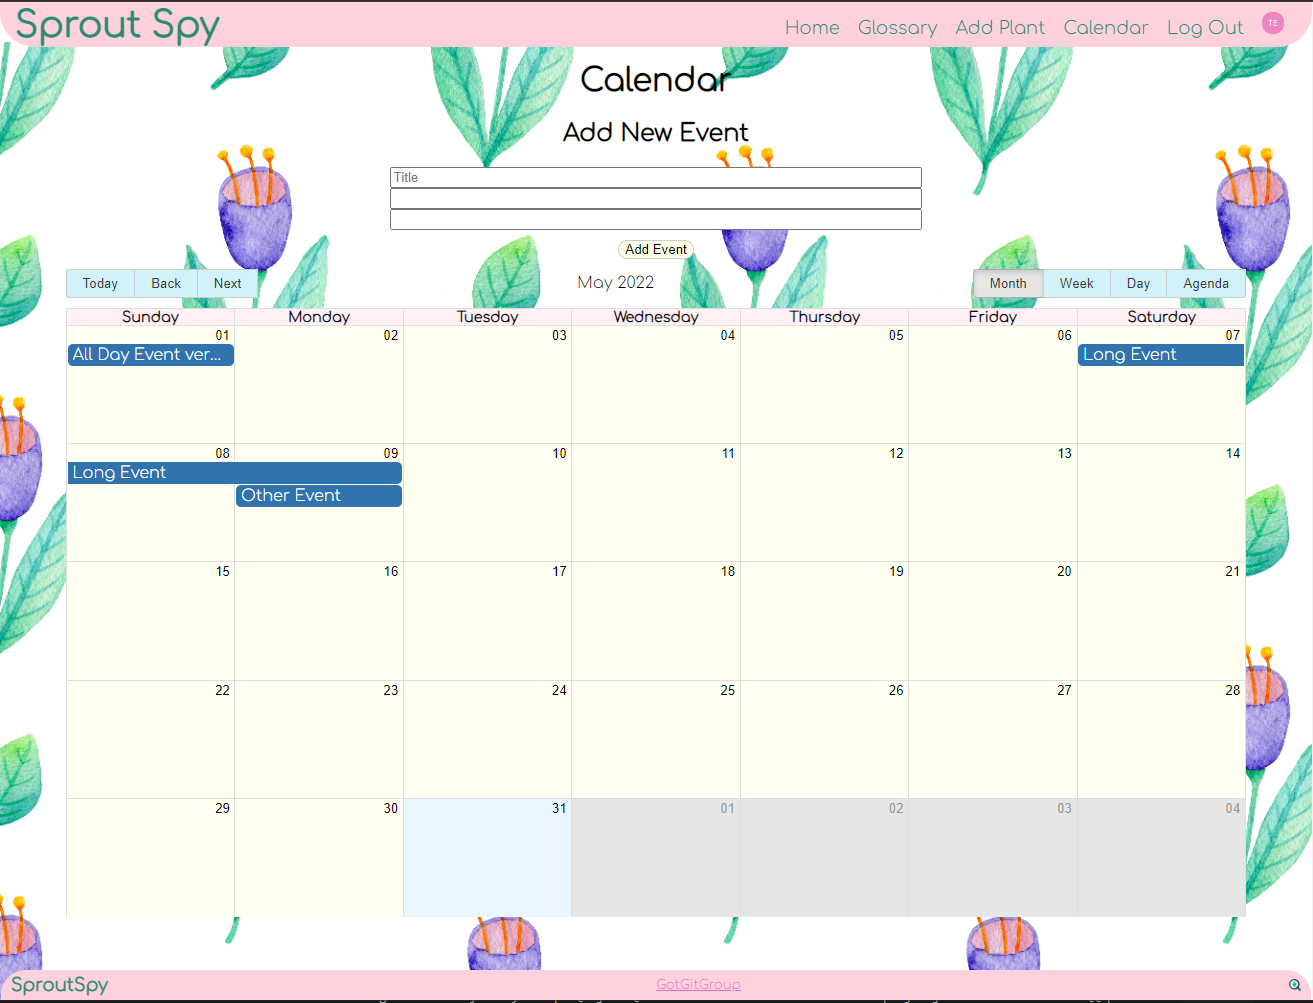 Sprout Spy
Home Glossary Add Plant Calendar Log Out TE
Calendar
Add New Event
Title
Add Event
Today Back Next May 2022 Month Week Day Agenda
Sunday Monday Tuesday Wednesday Thursday Friday Saturday
01 02 03 04 05 06 07
All Day Event ver... Long Event
08 09 10 11 12 13 14
Long Event
Other Event
15 16 17 18 19 20 21
22 23 24 25 26 27 28
29 30 31 01 02 03 04
SproutSpy GotGitGroup